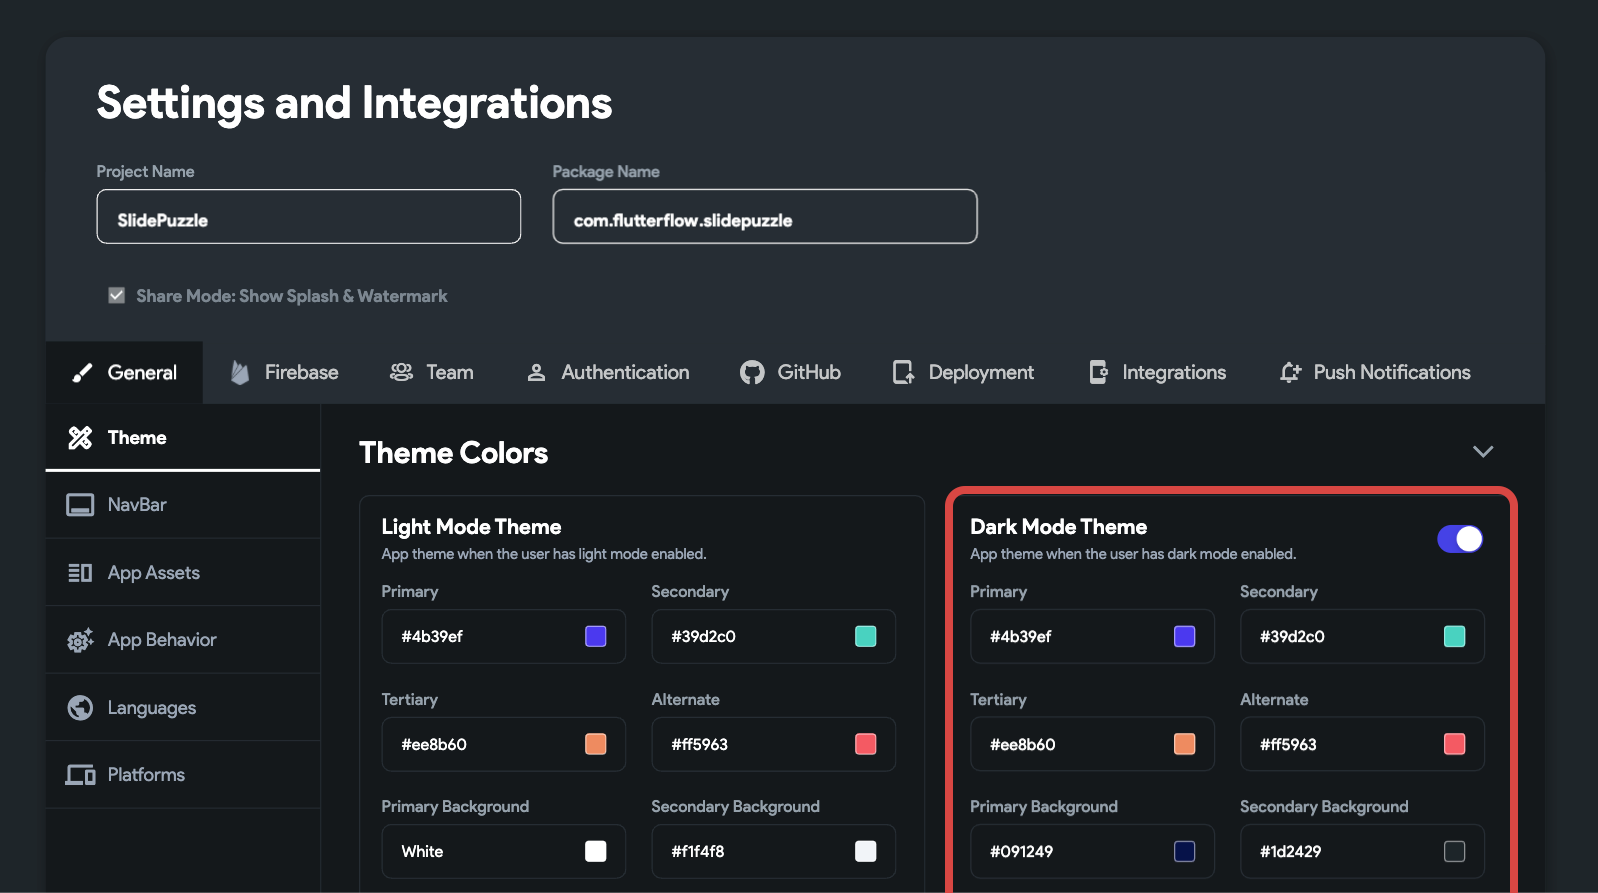 Settings and Integrations
Project Name
Package Name
SlidePuzzle
com.flutterflow.slidepuzzle
Share Mode: Show Splash & Watermark
General
Firebase
Team
Authentication
GitHub
Deployment
Integrations
Push Notifications
Theme
NavBar
App Assets
App Behavior
Languages
Platforms
Theme Colors
Light Mode Theme
App theme when the user has light mode enabled.
Primary
Secondary
#4b39ef
#39d2c0
Tertiary
Alternate
#ee8b60
#ff5963
Primary Background
Secondary Background
White
#f1f4f8
Dark Mode Theme
App theme when the user has dark mode enabled.
Primary
Secondary
#4b39ef
#39d2c0
Tertiary
Alternate
#ee8b60
#ff5963
Primary Background
Secondary Background
#091249
#1d2429